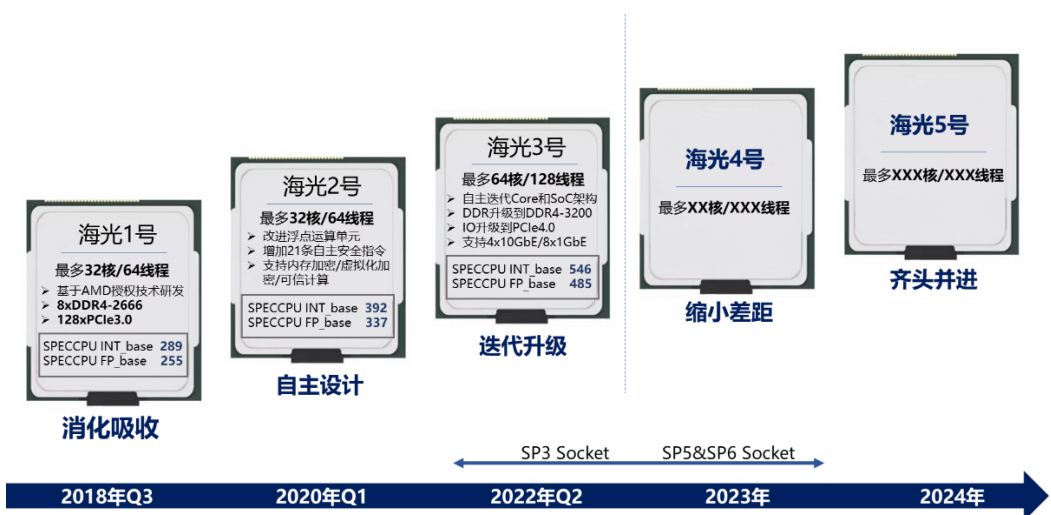 海光1号
最多32核/64线程
➤ 基于AMD授权技术研发
➤ 8xDDR4-2666
➤ 128xPCIe3.0
SPECCPU INT_base 289
SPECCPU FP_base 255
消化吸收
海光2号
最多32核/64线程
➤ 改进浮点运算单元
➤ 增加21条自主安全指令
➤ 支持内存加密/虚拟化加
密/可信计算
SPECCPU INT_base 392
SPECCPU FP_base 337
自主设计
海光3号
最多64核/128线程
➤ 自主迭代Core和SoC架构
➤ DDR升级到DDR4-3200
➤ IO升级到PCIe4.0
➤ 支持4x10GbE/8x1GbE
SPECCPU INT_base 546
SPECCPU FP_base 485
迭代升级
海光4号
最多XX核/XXX线程
缩小差距
海光5号
最多XXX核/XXX线程
齐头并进
SP3 Socket
SP5&SP6 Socket
2018年Q3
2020年Q1
2022年Q2
2023年
2024年